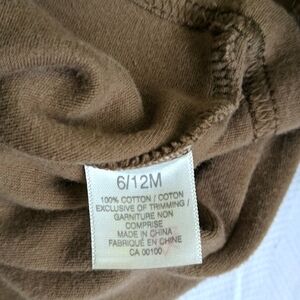 6/12M
100% COTTON / COTON
EXCLUSIVE OF TRIMMING /
GARNITURE NON
COMPRISE
MADE IN CHINA
FABRIQUÉ EN CHINE
CA 00100